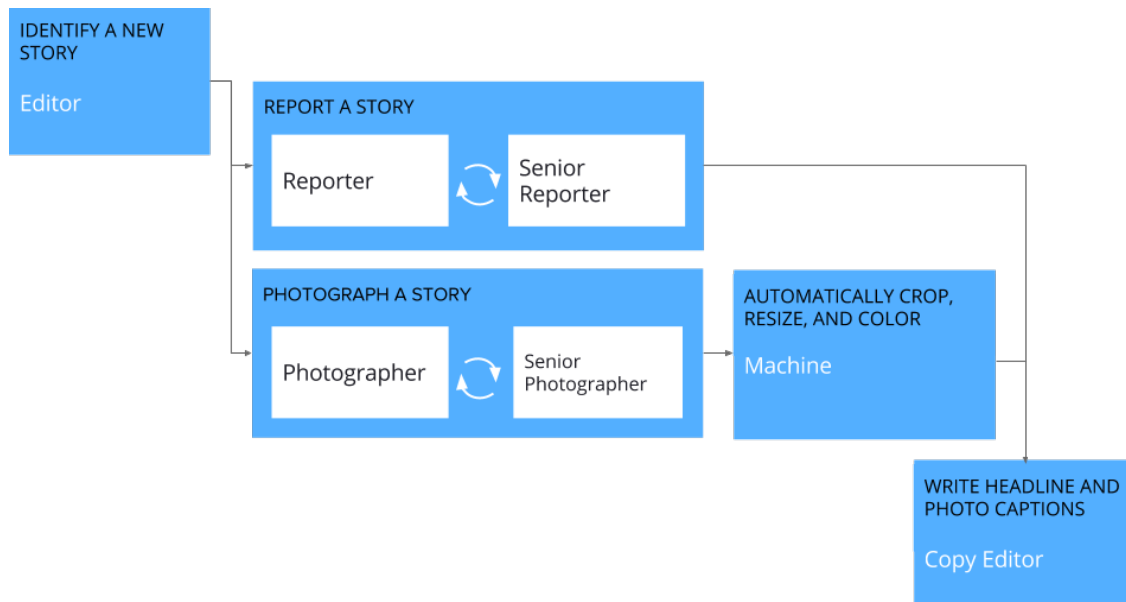 IDENTIFY A NEW
STORY
Editor
REPORT A STORY
Reporter
Senior
Reporter
PHOTOGRAPH A STORY
Photographer
Senior
Photographer
AUTOMATICALLY CROP,
RESIZE, AND COLOR
Machine
WRITE HEADLINE AND
PHOTO CAPTIONS
Copy Editor